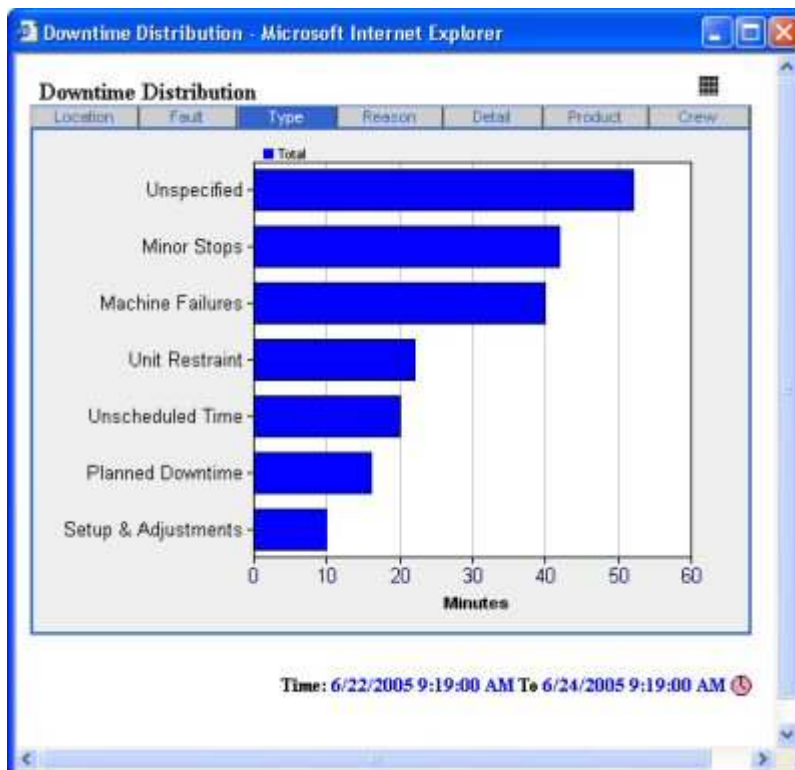 Downtime Distribution - Microsoft Internet Explorer
Downtime Distribution
Location Fault Type Reason Detail Product Crew
Total
Unspecified
Minor Stops
Machine Failures
Unit Restraint
Unscheduled Time
Planned Downtime
Setup & Adjustments
0 10 20 30 40 50 60
Minutes
Time: 6/22/2005 9:19:00 AM To 6/24/2005 9:19:00 AM